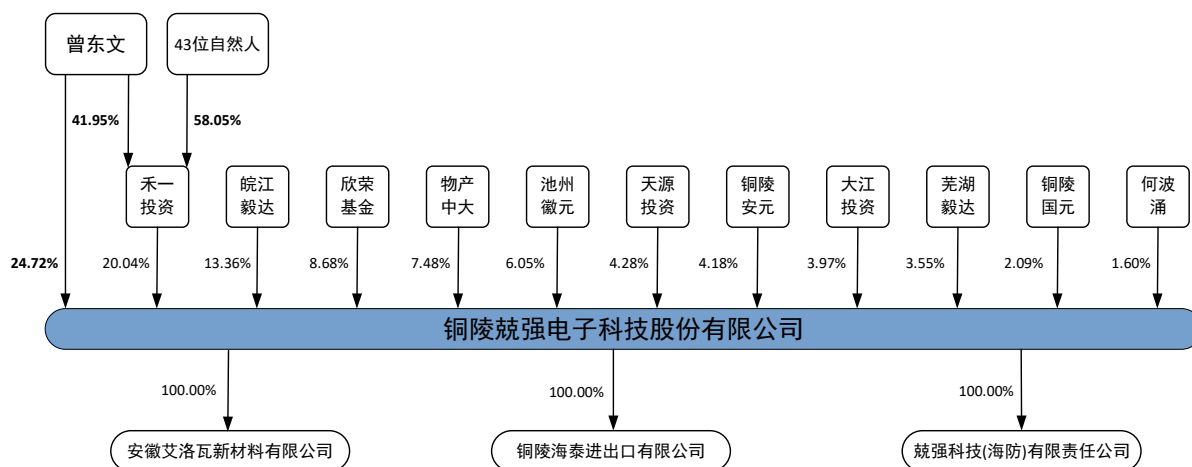 曾东文
43位自然人
41.95%
58.05%
禾一
投资
皖江
毅达
欣荣
基金
物产
中大
池州
徽元
天源
投资
铜陵
安元
大江
投资
芜湖
毅达
铜陵
国元
何波
涌
24.72%
20.04%
13.36%
8.68%
7.48%
6.05%
4.28%
4.18%
3.97%
3.55%
2.09%
1.60%
铜陵兢强电子科技股份有限公司
100.00%
100.00%
100.00%
安徽艾洛瓦新材料有限公司
铜陵海泰进出口有限公司
兢强科技(海防)有限责任公司